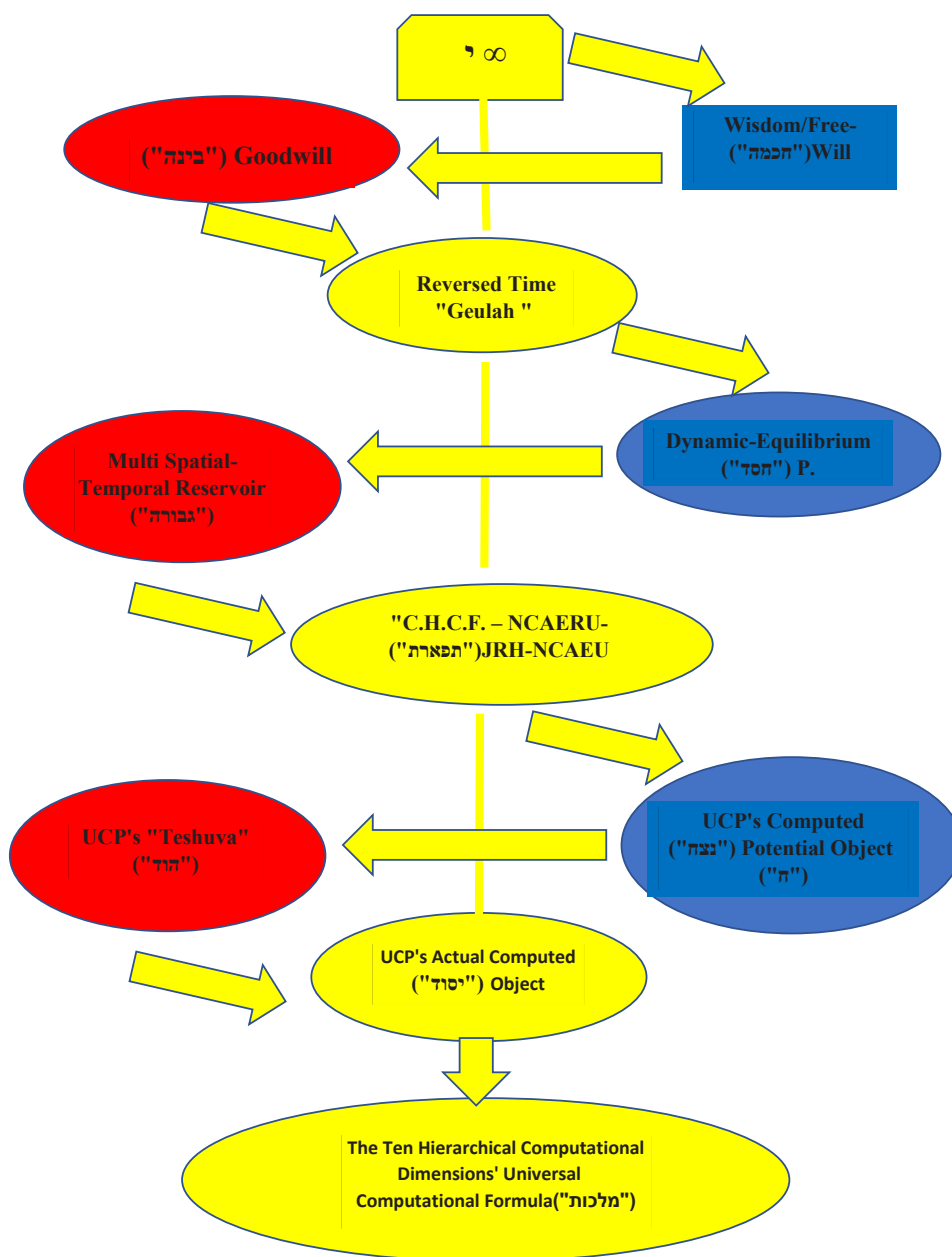 ∞ י
Wisdom/Free-
("חכמה")Will
("בינה") Goodwill
Reversed Time
"Geulah "
Dynamic-Equilibrium
("חסד") P.
Multi Spatial-
Temporal Reservoir
("גבורה")
"C.H.C.F. – NCAERU-
("תפארת")JRH-NCAEU
UCP's Computed
("נצח") Potential Object
("ח")
UCP's "Teshuva"
("הוד")
UCP's Actual Computed
("יסוד") Object
The Ten Hierarchical Computational
Dimensions' Universal
Computational Formula("מלכות")